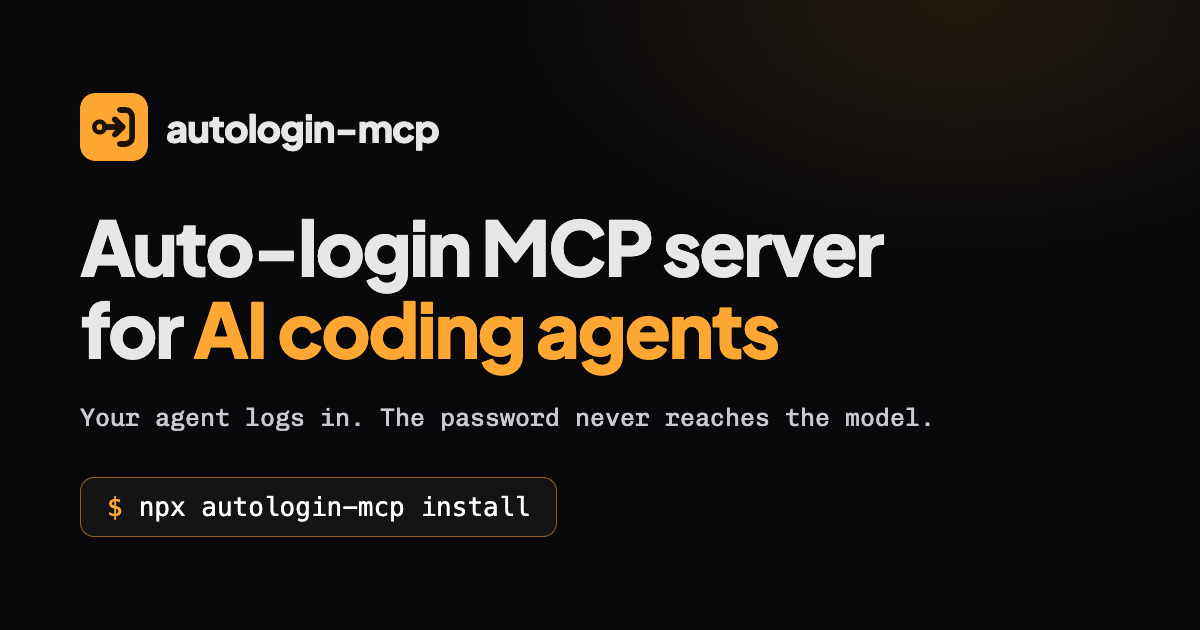 autologin-mcp
Auto-login MCP server
for AI coding agents
Your agent logs in. The password never reaches the model.
$ npx autologin-mcp install